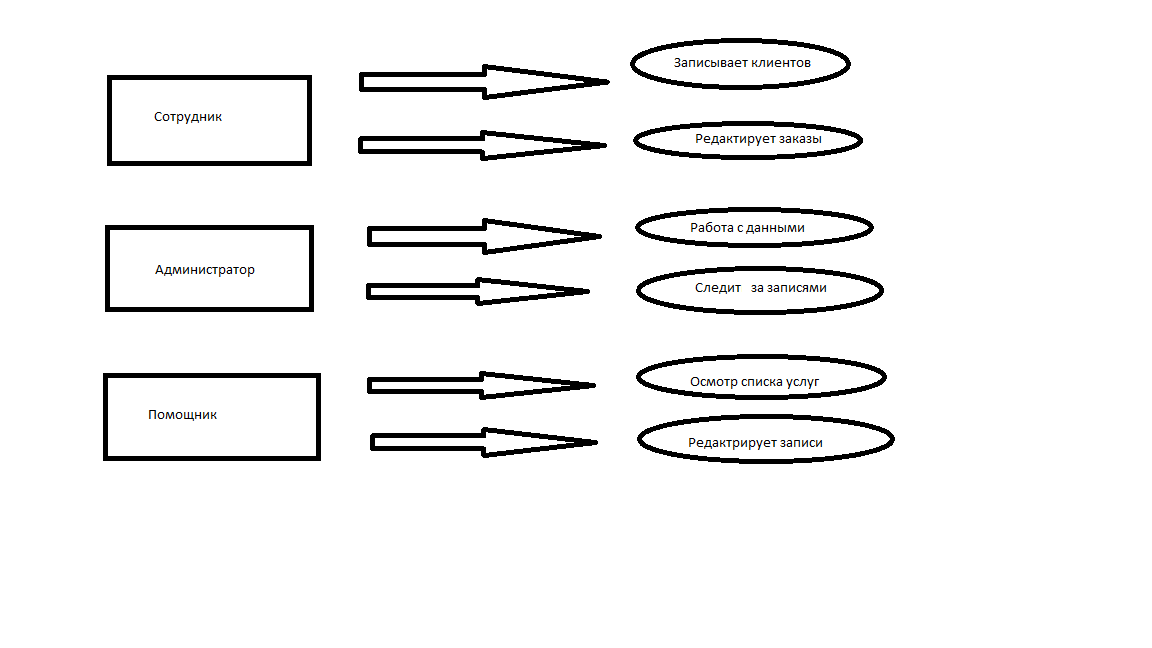 Записывает клиентов
Сотрудник
Редактирует заказы
Работа с данными
Администратор
Следит за записями
Осмотр списка услуг
Помощник
Редактрирует записи